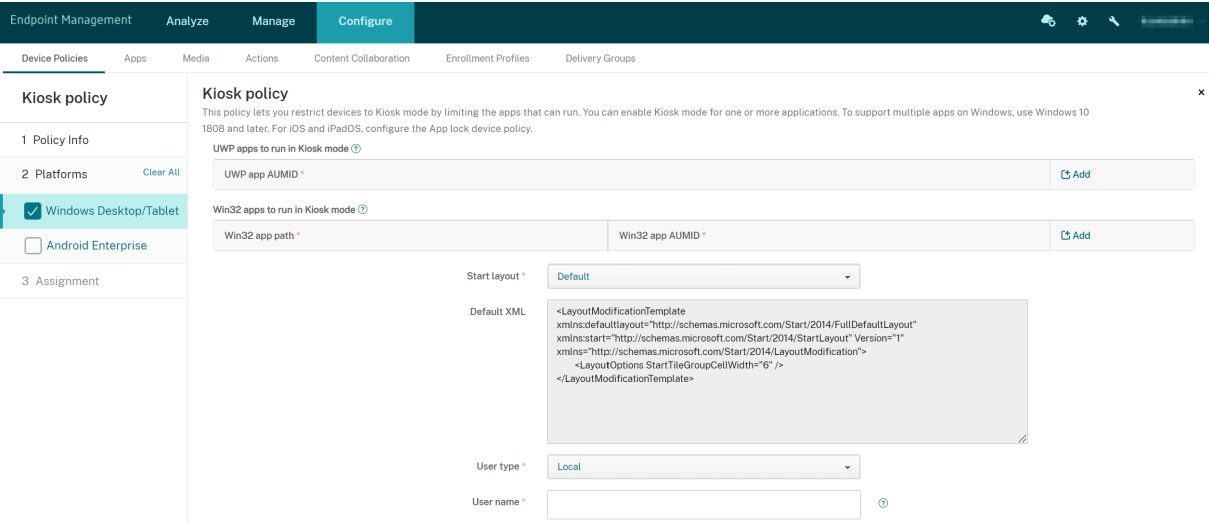 Endpoint Management Analyze Manage Configure
Device Policies Apps Media Actions Content Collaboration Enrollment Profiles Delivery Groups
Kiosk policy
1 Policy Info
2 Platforms Clear All
Windows Desktop/Tablet
Android Enterprise
3 Assignment
Kiosk policy
This policy lets you restrict devices to Kiosk mode by limiting the apps that can run. You can enable Kiosk mode for one or more applications. To support multiple apps on Windows, use Windows 10
1808 and later. For iOS and iPadOS, configure the App lock device policy.
UWP apps to run in Kiosk mode ?
UWP app AUMID * Add
Win32 apps to run in Kiosk mode ?
Win32 app path * Win32 app AUMID * Add
Start layout * Default
Default XML
<LayoutModificationTemplate
xmlns:defaultlayout="http://schemas.microsoft.com/Start/2014/FullDefaultLayout"
xmlns:start="http://schemas.microsoft.com/Start/2014/StartLayout" Version="1"
xmlns="http://schemas.microsoft.com/Start/2014/LayoutModification">
<LayoutOptions StartTileGroupCellWidth="6" />
</LayoutModificationTemplate>
User type * Local
User name * ?